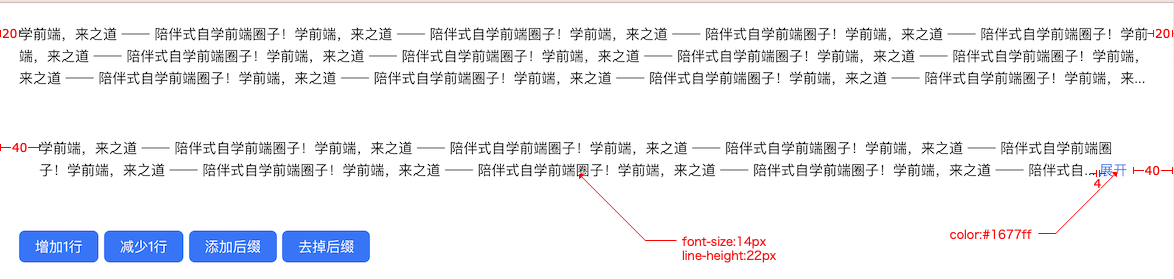 20 学前端，来之道 —— 陪伴式自学前端圈子！学前端，来之道 —— 陪伴式自学前端圈子！学前端，来之道 —— 陪伴式自学前端圈子！学前端，来之道 —— 陪伴式自学前端圈子！学前 20
端，来之道 —— 陪伴式自学前端圈子！学前端，来之道 —— 陪伴式自学前端圈子！学前端，来之道 —— 陪伴式自学前端圈子！学前端，来之道 —— 陪伴式自学前端圈子！学前端，
来之道 —— 陪伴式自学前端圈子！学前端，来之道 —— 陪伴式自学前端圈子！学前端，来之道 —— 陪伴式自学前端圈子！学前端，来之道 —— 陪伴式自学前端圈子！学前端，来...
40 学前端，来之道 —— 陪伴式自学前端圈子！学前端，来之道 —— 陪伴式自学前端圈子！学前端，来之道 —— 陪伴式自学前端圈子！学前端，来之道 —— 陪伴式自学前端圈
子！学前端，来之道 —— 陪伴式自学前端圈子！学前端，来之道 —— 陪伴式自学前端圈子！学前端，来之道 —— 陪伴式自学前端圈子！学前端，来之道 —— 陪伴式自... 展开 40
4
增加1行 减少1行 添加后缀 去掉后缀
color:#1677ff
font-size:14px
line-height:22px